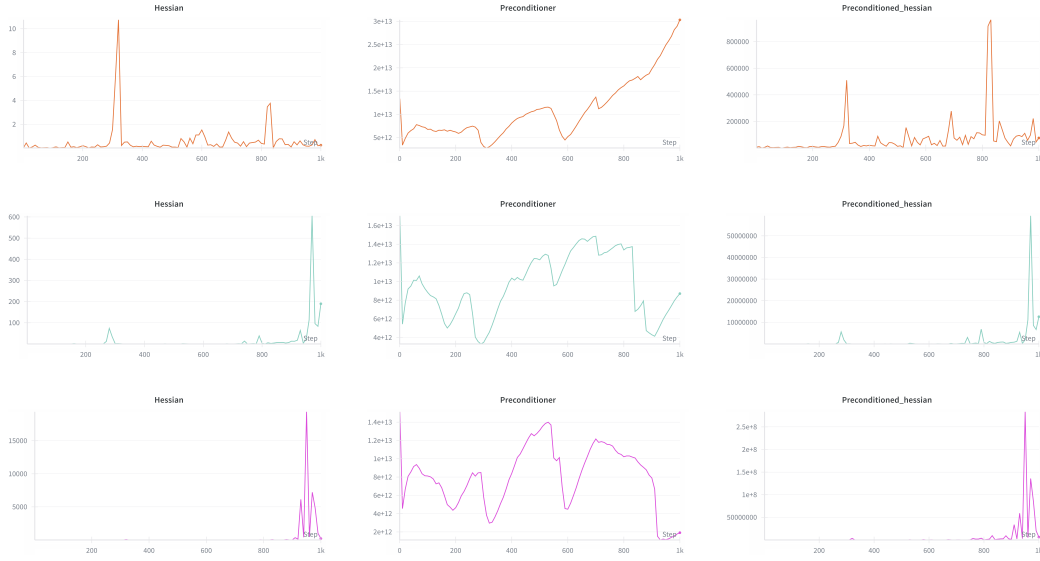 Hessian
10
8
6
4
2
200
400
600
800
1k
Step
Preconditioner
3e+13
2.5e+13
2e+13
1.5e+13
1e+13
5e+12
0
200
400
600
800
1k
Step
Preconditioned_hessian
800000
600000
400000
200000
200
400
600
800
1k
Step
Hessian
600
500
400
300
200
100
200
400
600
800
1k
Step
Preconditioner
1.6e+13
1.4e+13
1.2e+13
1e+13
8e+12
6e+12
4e+12
0
200
400
600
800
1k
Step
Preconditioned_hessian
50000000
40000000
30000000
20000000
10000000
200
400
600
800
1k
Step
Hessian
15000
10000
5000
200
400
600
800
1k
Step
Preconditioner
1.4e+13
1.2e+13
1e+13
8e+12
6e+12
4e+12
2e+12
0
200
400
600
800
1k
Step
Preconditioned_hessian
2.5e+8
2e+8
1.5e+8
1e+8
50000000
200
400
600
800
1k
Step